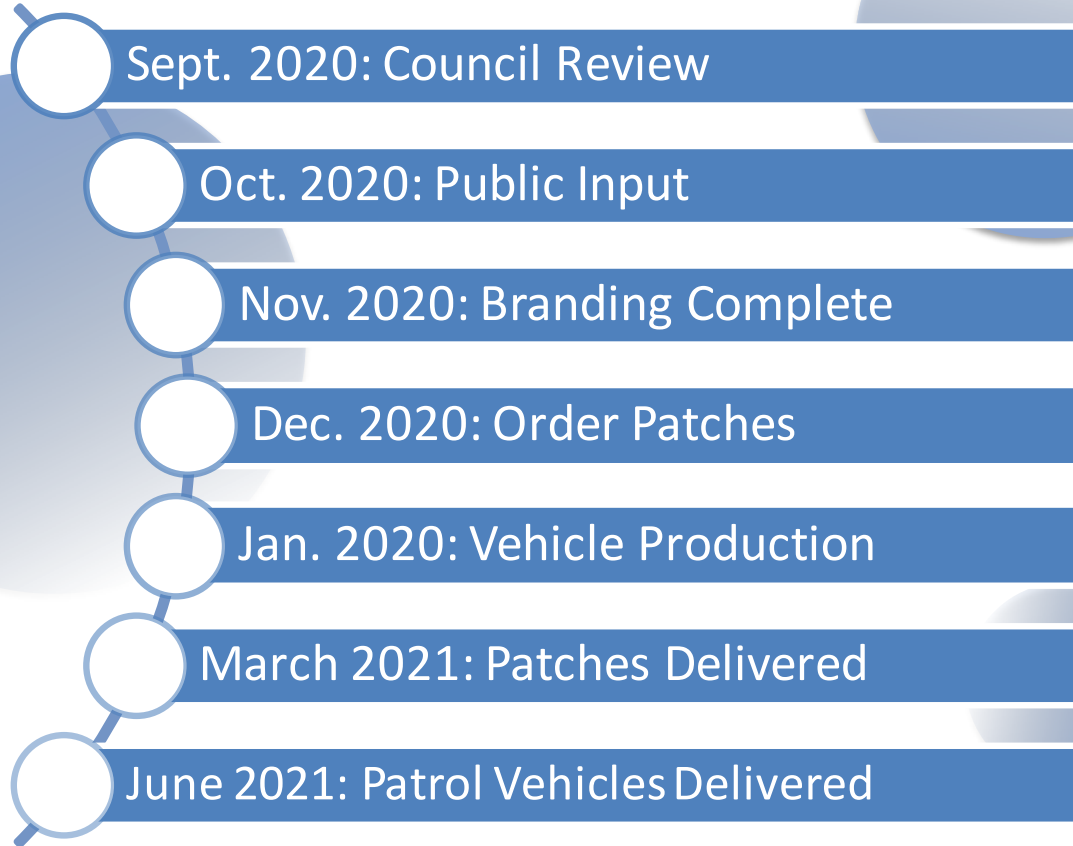 Sept. 2020: Council Review
Oct. 2020: Public Input
Nov. 2020: Branding Complete
Dec. 2020: Order Patches
Jan. 2020: Vehicle Production
March 2021: Patches Delivered
June 2021: Patrol Vehicles Delivered